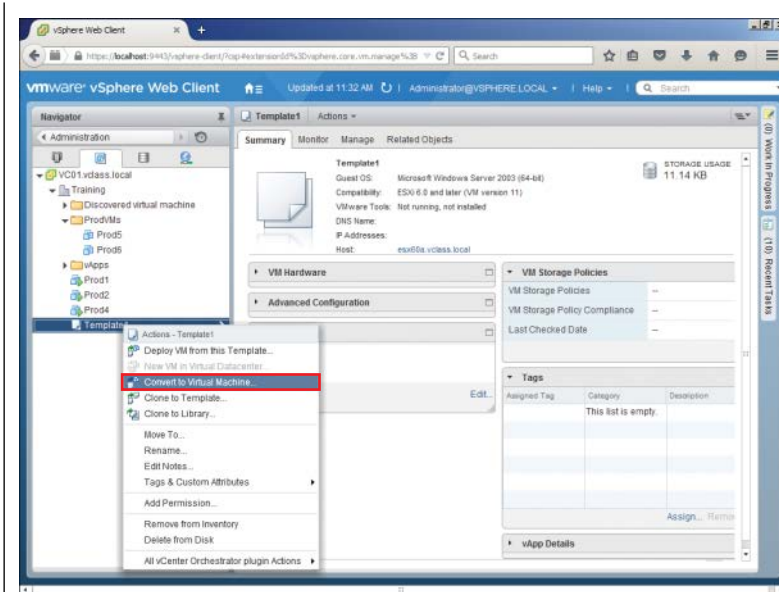 vSphere Web Client
https://localhost:9443/vsphere-client/?csp#extensionId%3Dvsphere.core.vm.manage%3B
Search
vmware® vSphere Web Client
Updated at 11:32 AM
Administrator@VSPHERE.LOCAL
Help
Search
Navigator
Administration
VC01.vclass.local
Training
Discovered virtual machine
ProdVMs
Prod5
Prod6
vApps
Prod1
Prod2
Prod4
Template1
Template1
Actions
Summary Monitor Manage Related Objects
Template1
Guest OS: Microsoft Windows Server 2003 (64-bit)
Compatibility: ESXi 6.0 and later (VM version 11)
VMware Tools: Not running, not installed
DNS Name:
IP Addresses:
Host: esx60a.vclass.local
STORAGE USAGE
11.14 KB
VM Hardware
Advanced Configuration
Edit...
VM Storage Policies
VM Storage Policies --
VM Storage Policy Compliance --
Last Checked Date --
Tags
Assigned Tag Category Description
This list is empty.
Assign...
vApp Details
Actions - Template1
Deploy VM from this Template...
New VM in Virtual Datacenter...
Convert to Virtual Machine...
Clone to Template...
Clone to Library...
Move To...
Rename...
Edit Notes...
Tags & Custom Attributes
Add Permission...
Remove from Inventory
Delete from Disk
All vCenter Orchestrator plugin Actions
(0) Work In Progress
(10) Recent Tasks